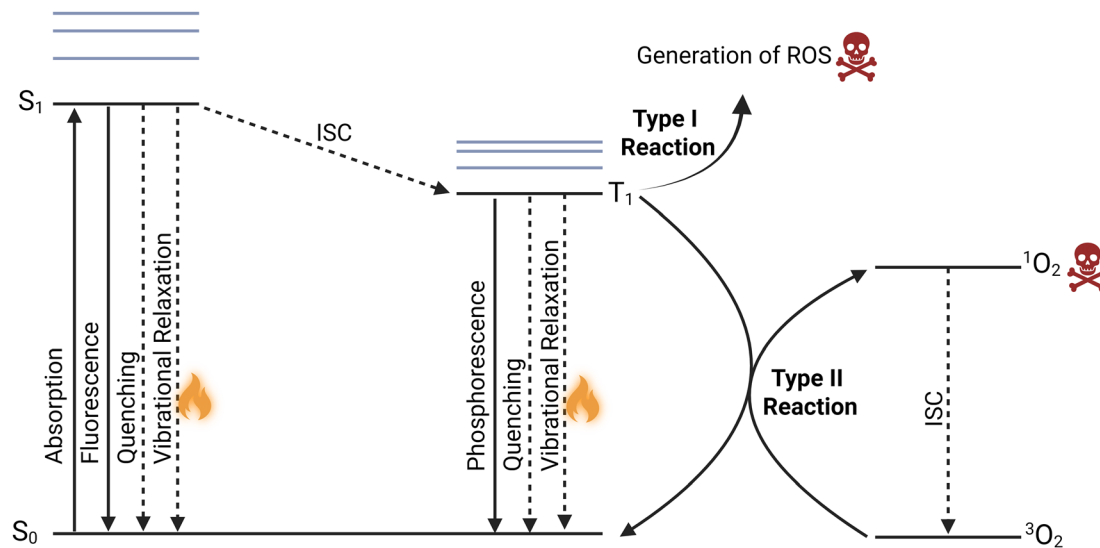 Generation of ROS
S₁
ISC
Type I
Reaction
T₁
¹O₂
Absorption
Fluorescence
Quenching
Vibrational Relaxation
Phosphorescence
Quenching
Vibrational Relaxation
Type II
Reaction
ISC
S₀
³O₂